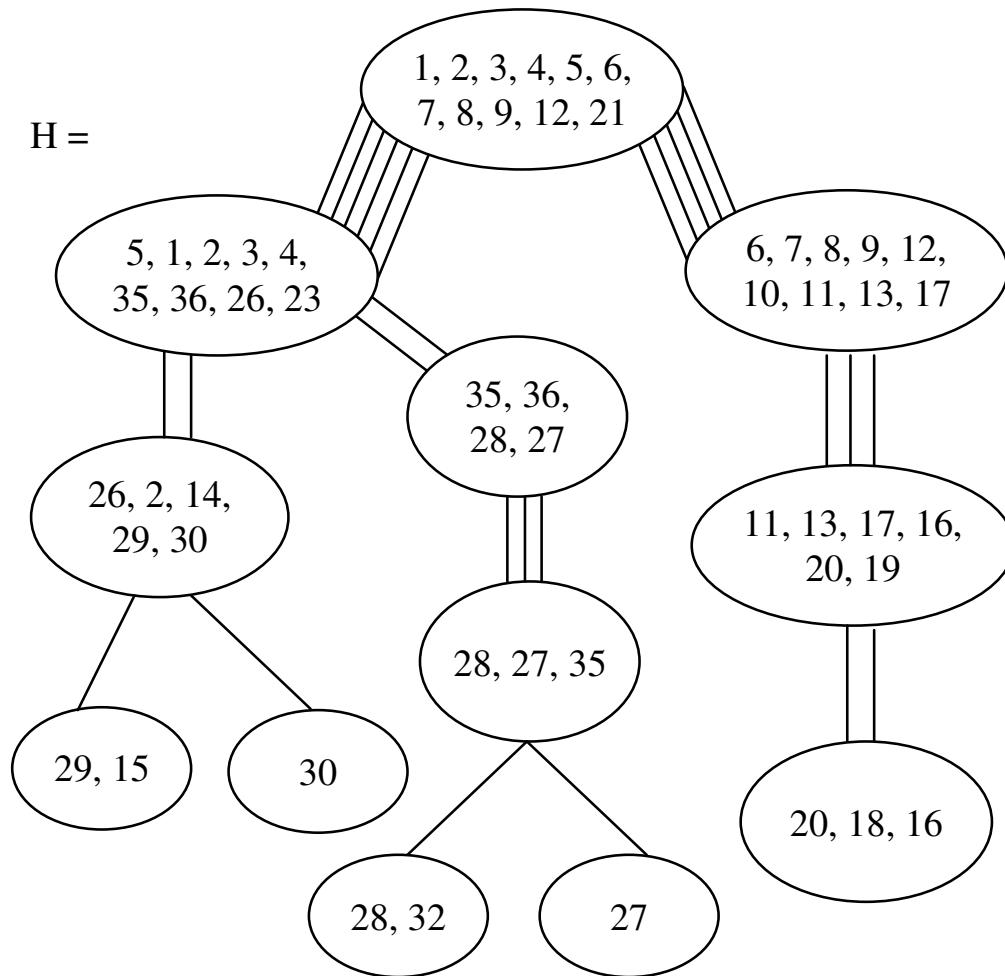 1, 2, 3, 4, 5, 6,
7, 8, 9, 12, 21
H =
5, 1, 2, 3, 4,
35, 36, 26, 23
6, 7, 8, 9, 12,
10, 11, 13, 17
35, 36,
28, 27
26, 2, 14,
29, 30
11, 13, 17, 16,
20, 19
28, 27, 35
29, 15
30
20, 18, 16
28, 32
27